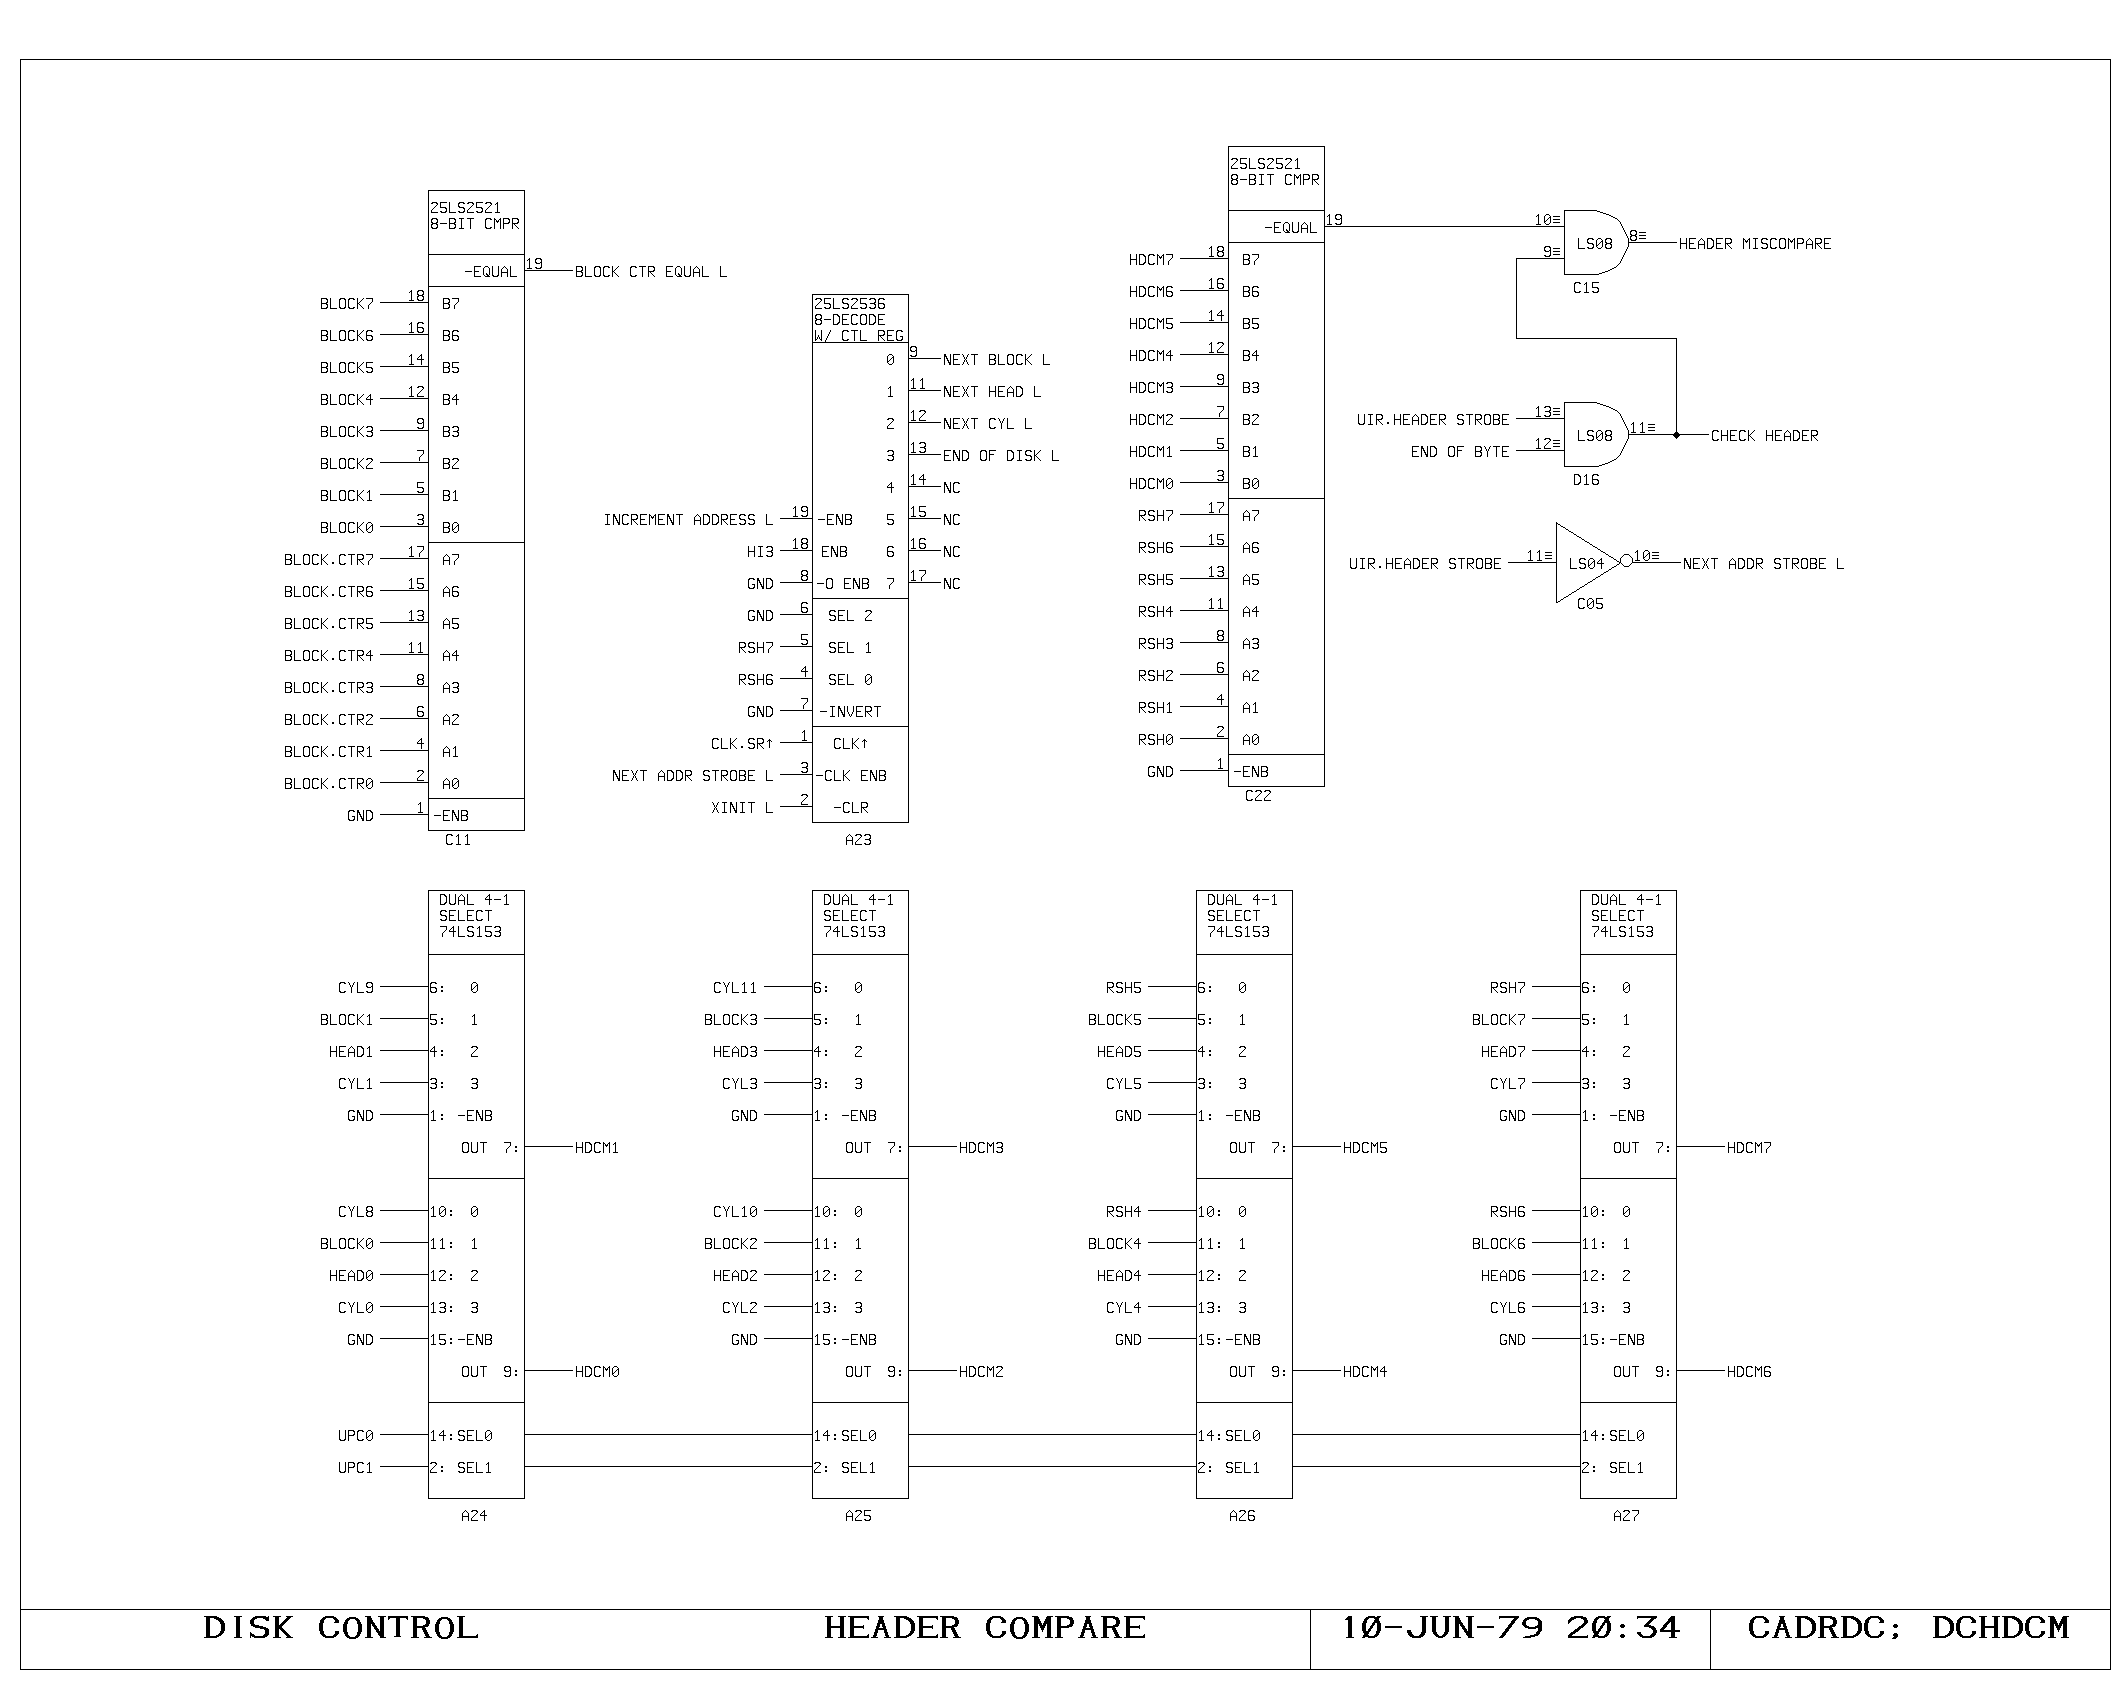 25LS2521
8-BIT CMPR
-EQUAL 19 BLOCK CTR EQUAL L
BLOCK7 18 B7
BLOCK6 16 B6
BLOCK5 14 B5
BLOCK4 12 B4
BLOCK3 9 B3
BLOCK2 7 B2
BLOCK1 5 B1
BLOCK0 3 B0
BLOCK.CTR7 17 A7
BLOCK.CTR6 15 A6
BLOCK.CTR5 13 A5
BLOCK.CTR4 11 A4
BLOCK.CTR3 8 A3
BLOCK.CTR2 6 A2
BLOCK.CTR1 4 A1
BLOCK.CTR0 2 A0
GND 1 -ENB
C11
25LS2536
8-DECODE
W/ CTL REG
0 9 NEXT BLOCK L
1 11 NEXT HEAD L
2 12 NEXT CYL L
3 13 END OF DISK L
4 14 NC
INCREMENT ADDRESS L 19 -ENB 5 15 NC
HI3 18 ENB 6 16 NC
GND 8 -O ENB 7 17 NC
GND 6 SEL 2
RSH7 5 SEL 1
RSH6 4 SEL 0
GND 7 -INVERT
CLK.SR↑ 1 CLK↑
NEXT ADDR STROBE L 3 -CLK ENB
XINIT L 2 -CLR
A23
25LS2521
8-BIT CMPR
-EQUAL 19
HDCM7 18 B7
HDCM6 16 B6
HDCM5 14 B5
HDCM4 12 B4
HDCM3 9 B3
HDCM2 7 B2
HDCM1 5 B1
HDCM0 3 B0
RSH7 17 A7
RSH6 15 A6
RSH5 13 A5
RSH4 11 A4
RSH3 8 A3
RSH2 6 A2
RSH1 4 A1
RSH0 2 A0
GND 1 -ENB
C22
10≡
9≡ LS08 8≡ HEADER MISCOMPARE
C15
UIR.HEADER STROBE 13≡
END OF BYTE 12≡ LS08 11≡ CHECK HEADER
D16
UIR.HEADER STROBE 11≡ LS04 10≡ NEXT ADDR STROBE L
C05
DUAL 4-1
SELECT
74LS153
CYL9 6: 0
BLOCK1 5: 1
HEAD1 4: 2
CYL1 3: 3
GND 1: -ENB
OUT 7: HDCM1
CYL8 10: 0
BLOCK0 11: 1
HEAD0 12: 2
CYL0 13: 3
GND 15:-ENB
OUT 9: HDCM0
UPC0 14:SEL0
UPC1 2: SEL1
A24
DUAL 4-1
SELECT
74LS153
CYL11 6: 0
BLOCK3 5: 1
HEAD3 4: 2
CYL3 3: 3
GND 1: -ENB
OUT 7: HDCM3
CYL10 10: 0
BLOCK2 11: 1
HEAD2 12: 2
CYL2 13: 3
GND 15:-ENB
OUT 9: HDCM2
14:SEL0
2: SEL1
A25
DUAL 4-1
SELECT
74LS153
RSH5 6: 0
BLOCK5 5: 1
HEAD5 4: 2
CYL5 3: 3
GND 1: -ENB
OUT 7: HDCM5
RSH4 10: 0
BLOCK4 11: 1
HEAD4 12: 2
CYL4 13: 3
GND 15:-ENB
OUT 9: HDCM4
14:SEL0
2: SEL1
A26
DUAL 4-1
SELECT
74LS153
RSH7 6: 0
BLOCK7 5: 1
HEAD7 4: 2
CYL7 3: 3
GND 1: -ENB
OUT 7: HDCM7
RSH6 10: 0
BLOCK6 11: 1
HEAD6 12: 2
CYL6 13: 3
GND 15:-ENB
OUT 9: HDCM6
14:SEL0
2: SEL1
A27
DISK CONTROL HEADER COMPARE 10-JUN-79 20:34 CADRDC; DCHDCM